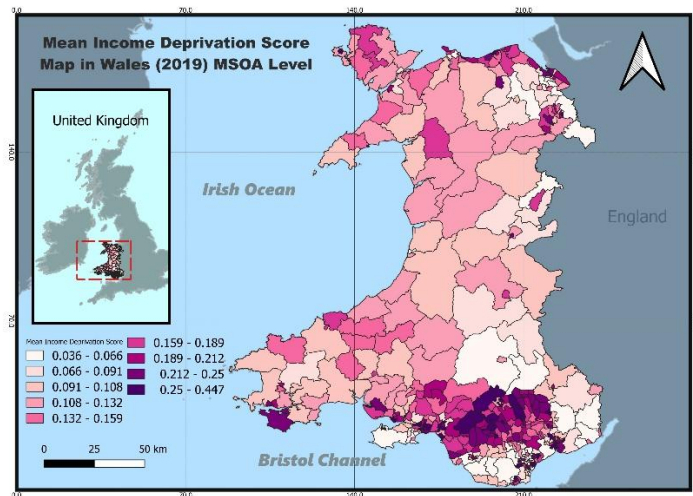 0.0 70.0 140.0 210.0
Mean Income Deprivation Score
Map in Wales (2019) MSOA Level
United Kingdom
140.0
Irish Ocean
England
70.0
Mean Income Deprivation Score
0.036 - 0.066
0.066 - 0.091
0.091 - 0.108
0.108 - 0.132
0.132 - 0.159
0.159 - 0.189
0.189 - 0.212
0.212 - 0.25
0.25 - 0.447
0 25 50 km
Bristol Channel
0.0 70.0 140.0 210.0